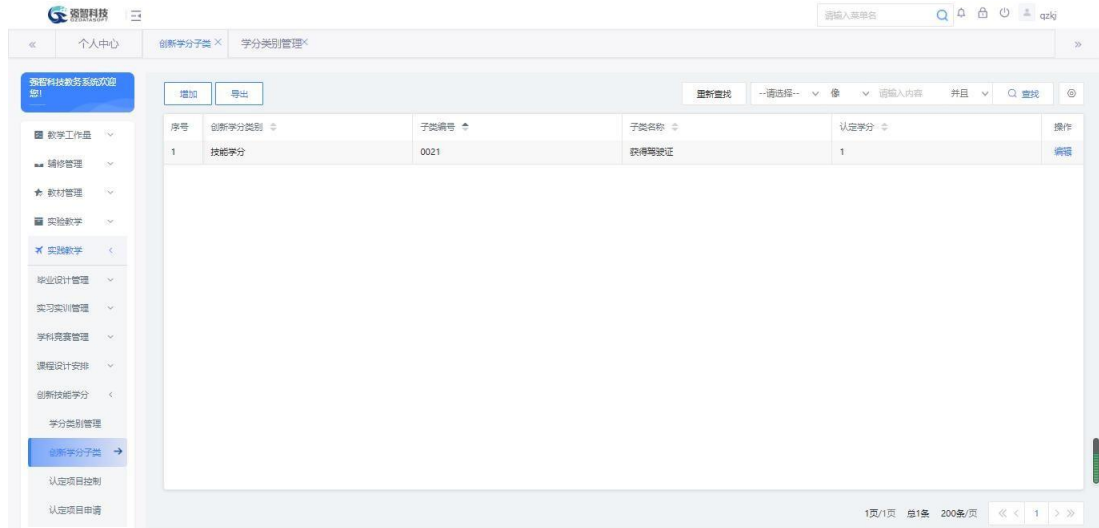 强智科技
QZDATASOFT
请输入菜单名
qzkj
个人中心
创新学分子类
学分类别管理
强智科技教务系统欢迎
您!
增加
导出
重新查找
--请选择--
像
请输入内容
并且
查找
序号 创新学分类别 子类编号 子类名称 认定学分 操作
1 技能学分 0021 获得驾驶证 1 编辑
教学工作量
辅修管理
教材管理
实验教学
实践教学
毕业设计管理
实习实训管理
学科竞赛管理
课程设计安排
创新技能学分
学分类别管理
创新学分子类
认定项目控制
认定项目申请
1页/1页 总1条 200条/页 1